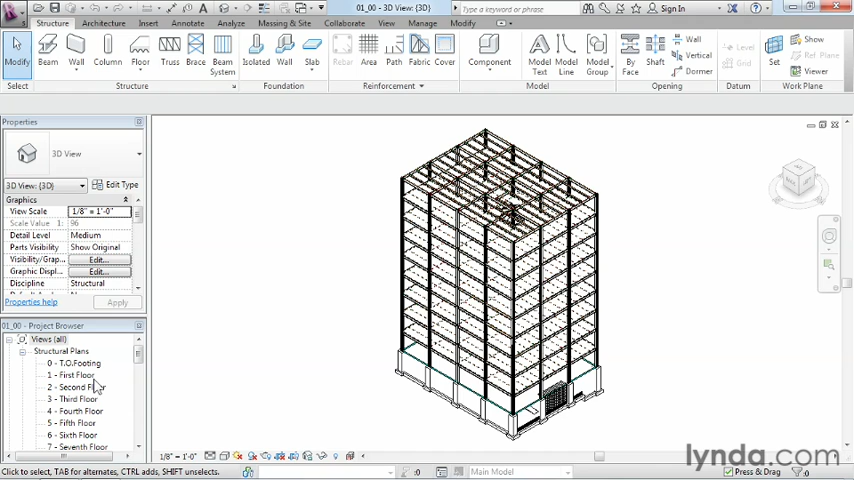 01_00 - 3D View: {3D}
Type a keyword or phrase
Sign In
Structure Architecture Insert Annotate Analyze Massing & Site Collaborate View Manage Modify
Modify Beam Wall Column Floor Truss Brace Beam System Isolated Wall Slab Rebar Area Path Fabric Cover Component Model Text Model Line Model Group By Face Shaft Wall Vertical Dormer Level Grid Set Show Ref Plane Viewer
Select Structure Foundation Reinforcement Model Opening Datum Work Plane
Properties
3D View
3D View: {3D} Edit Type
Graphics
View Scale 1/8" = 1'-0"
Scale Value 1: 96
Detail Level Medium
Parts Visibility Show Original
Visibility/Grap... Edit...
Graphic Displ... Edit...
Discipline Structural
Properties help Apply
01_00 - Project Browser
Views (all)
Structural Plans
0 - T.O.Footing
1 - First Floor
2 - Second Floor
3 - Third Floor
4 - Fourth Floor
5 - Fifth Floor
6 - Sixth Floor
7 - Seventh Floor
1/8" = 1'-0"
Click to select, TAB for alternates, CTRL adds, SHIFT unselects.
:0
Main Model
Press & Drag
:0
lynda.com